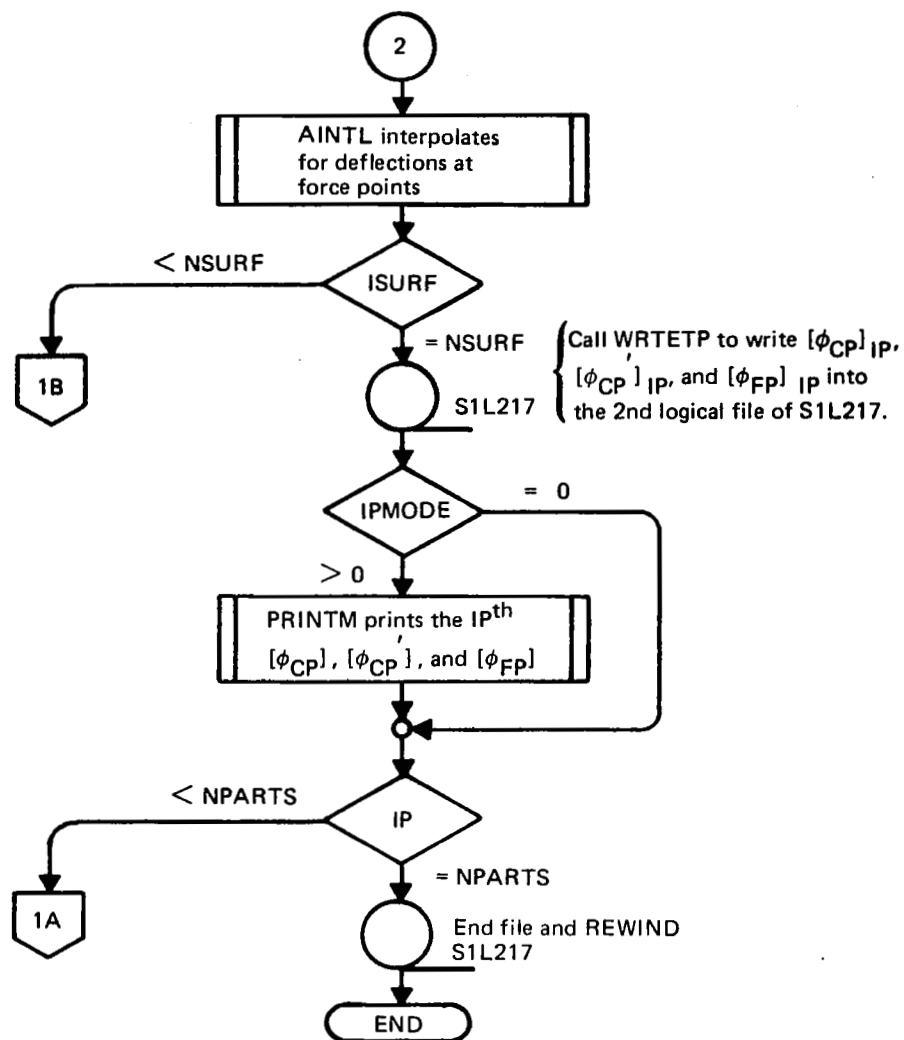 2
AINTL interpolates
for deflections at
force points
< NSURF
ISURF
= NSURF
1B
S1L217
Call WRTETP to write [ϕCP] IP,
[ϕCP'] IP, and [ϕFP] IP into
the 2nd logical file of S1L217.
IPMODE
= 0
> 0
PRINTM prints the IPth
[ϕCP], [ϕCP'], and [ϕFP]
< NPARTS
IP
= NPARTS
1A
End file and REWIND
S1L217
END